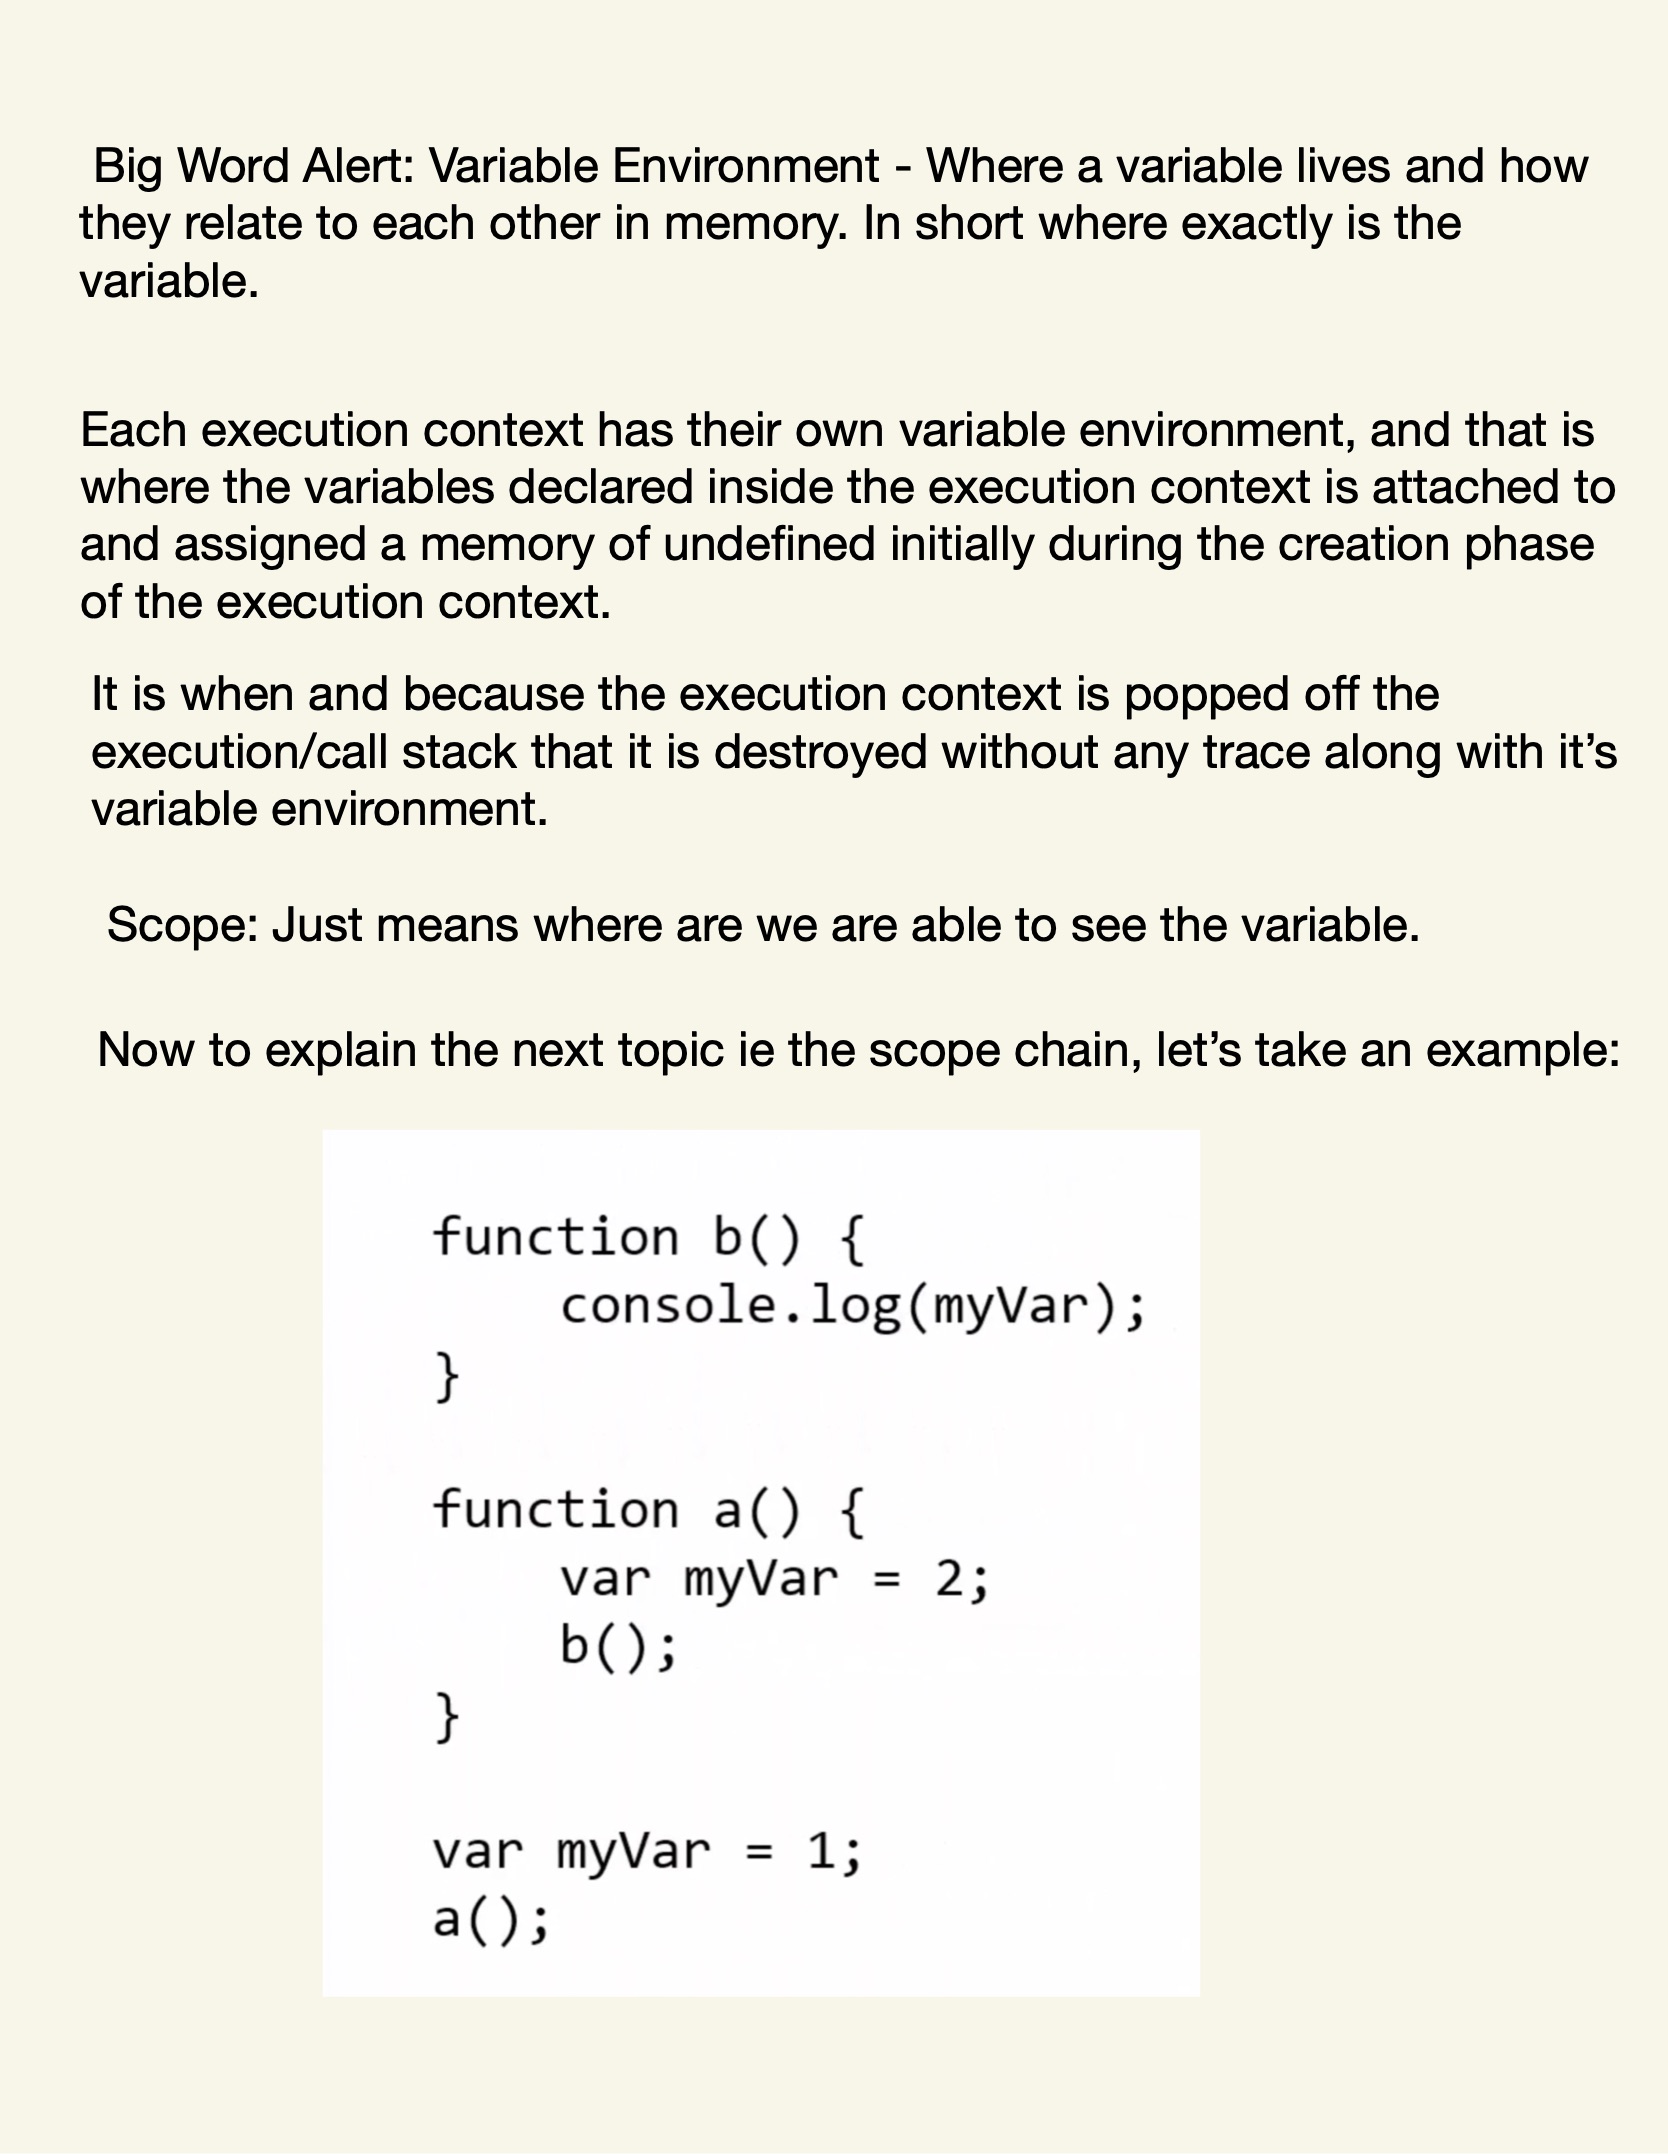 Big Word Alert: Variable Environment - Where a variable lives and how
they relate to each other in memory. In short where exactly is the
variable.
Each execution context has their own variable environment, and that is
where the variables declared inside the execution context is attached to
and assigned a memory of undefined initially during the creation phase
of the execution context.
It is when and because the execution context is popped off the
execution/call stack that it is destroyed without any trace along with it’s
variable environment.
Scope: Just means where are we are able to see the variable.
Now to explain the next topic ie the scope chain, let’s take an example:
function b() {
    console.log(myVar);
}
function a() {
    var myVar = 2;
    b();
}
var myVar = 1;
a();